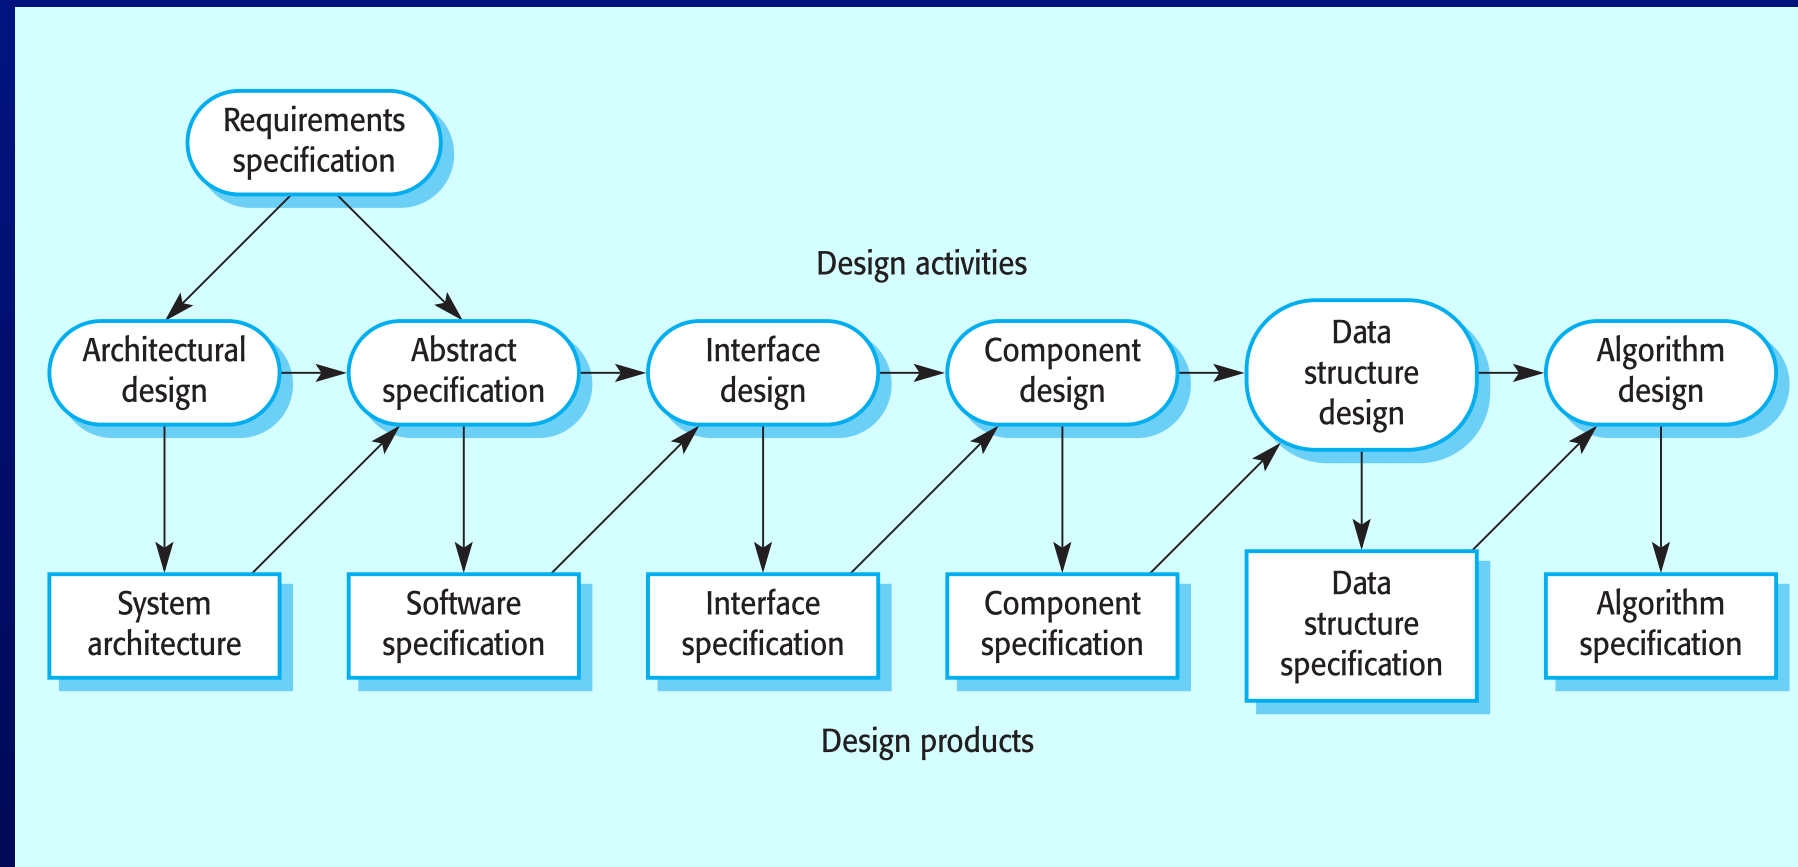 Requirements
specification
Design activities
Architectural
design
Abstract
specification
Interface
design
Component
design
Data
structure
design
Algorithm
design
System
architecture
Software
specification
Interface
specification
Component
specification
Data
structure
specification
Algorithm
specification
Design products